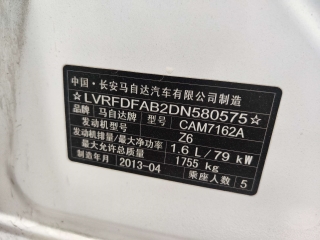 中国·长安马自达汽车有限公司制造
☆LVRFDFAB2DN580575☆
品牌 马自达牌 型号 CAM7162A
发动机型号 Z6
发动机排量/最大净功率 1.6 L/79 kW
最大允许总质量 1755 kg
制造年月 2013-04 乘座人数 5